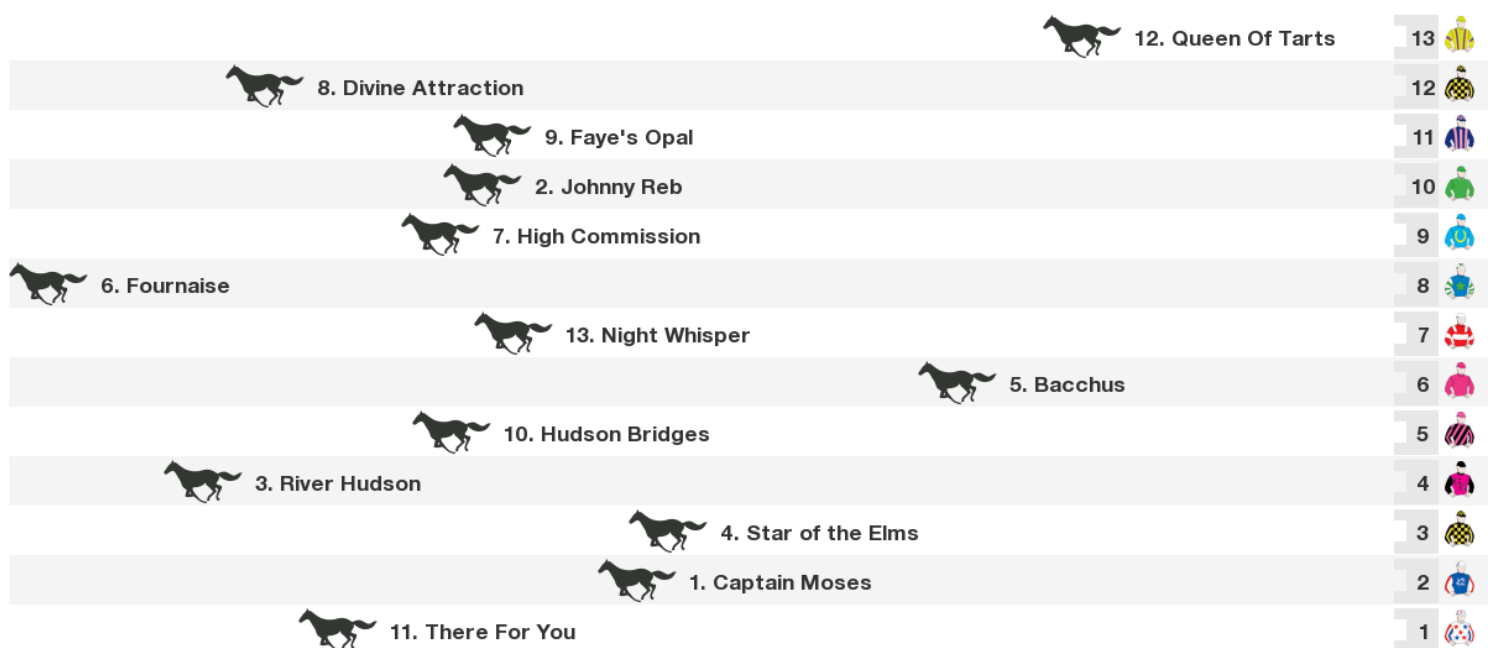 12. Queen Of Tarts 13
8. Divine Attraction 12
9. Faye's Opal 11
2. Johnny Reb 10
7. High Commission 9
6. Fournaise 8
13. Night Whisper 7
5. Bacchus 6
10. Hudson Bridges 5
3. River Hudson 4
4. Star of the Elms 3
1. Captain Moses 2
11. There For You 1